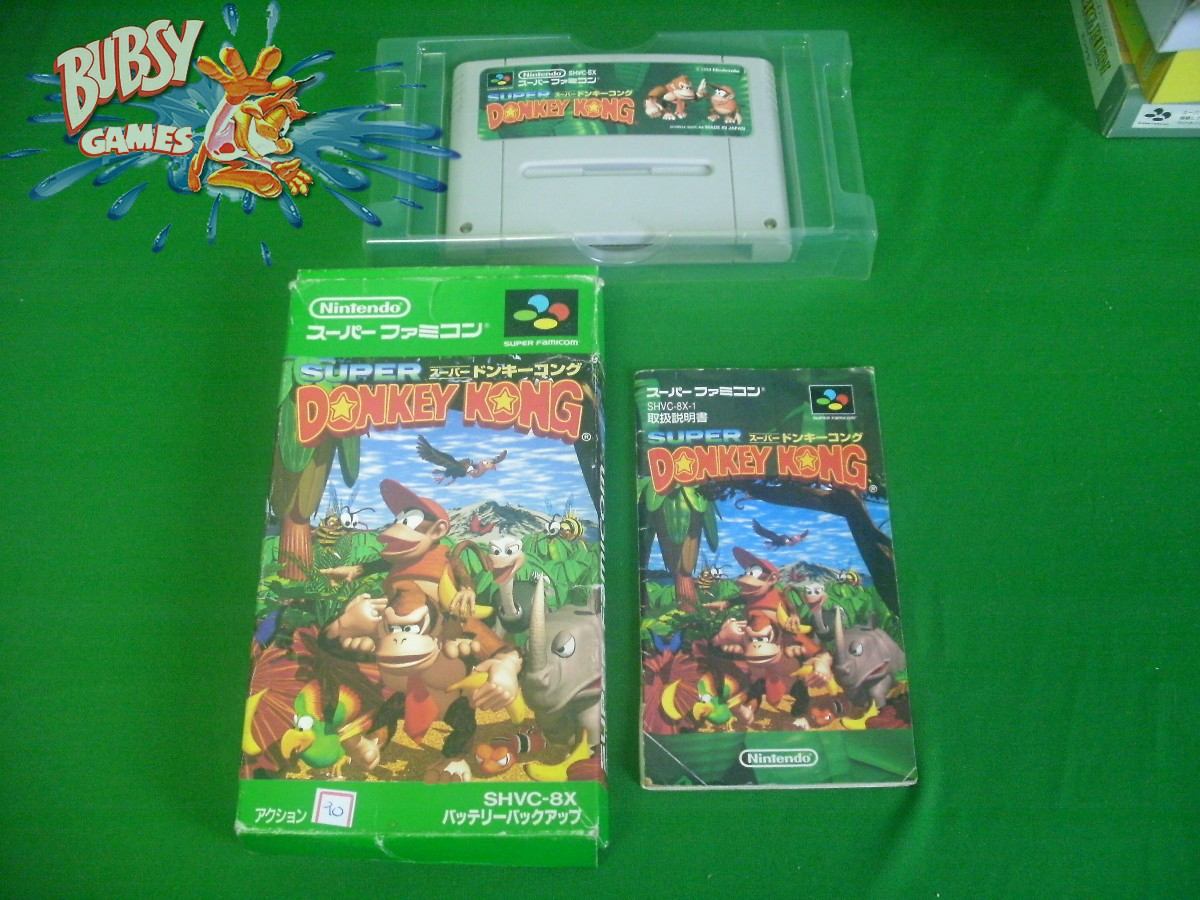 BUBSY
GAMES
Nintendo SHVC-8X
スーパーファミコン
© 1994 Nintendo
SUPER スーパードンキーコング
DONKEY KONG
MADE IN JAPAN
Nintendo
スーパーファミコン
SUPER FAMICOM
SUPER スーパードンキーコング
DONKEY KONG®
アクション 90
SHVC-8X
バッテリーバックアップ
スーパーファミコン
SHVC-8X-1
取扱説明書
SUPER FAMICOM
SUPER スーパードンキーコング
DONKEY KONG®
Nintendo